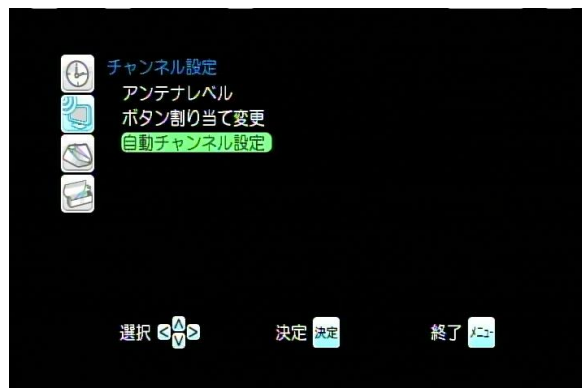 チャンネル設定
アンテナレベル
ボタン割り当て変更
自動チャンネル設定
選択 決定 決定 終了 メニュー